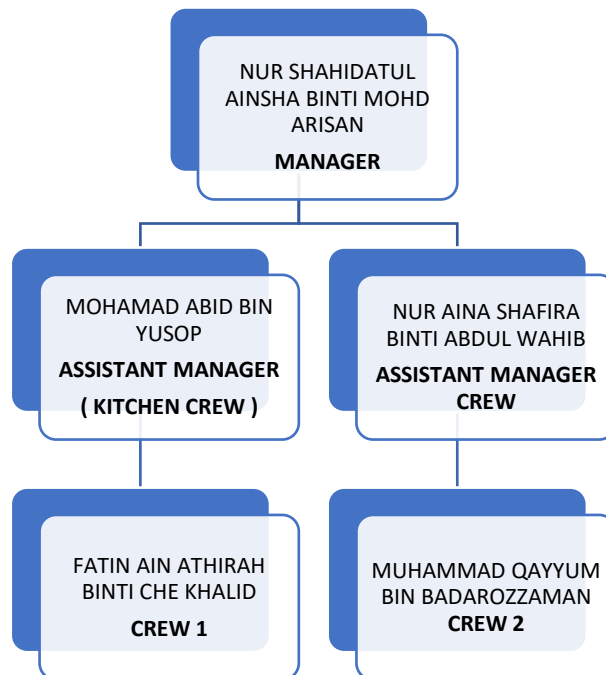 NUR SHAHIDATUL
AINSHA BINTI MOHD
ARISAN
MANAGER
MOHAMAD ABID BIN
YUSOP
ASSISTANT MANAGER
( KITCHEN CREW )
NUR AINA SHAFIRA
BINTI ABDUL WAHIB
ASSISTANT MANAGER
CREW
FATIN AIN ATHIRAH
BINTI CHE KHALID
CREW 1
MUHAMMAD QAYYUM
BIN BADAROZZAMAN
CREW 2